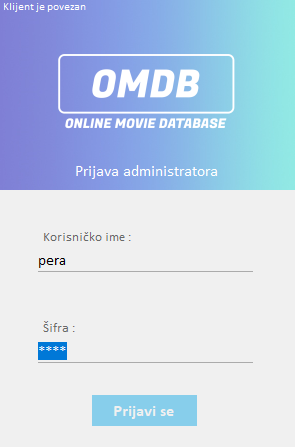 Klijent je povezan
OMDB
ONLINE MOVIE DATABASE
Prijava administratora
Korisničko ime :
pera
Šifra :
****
Prijavi se